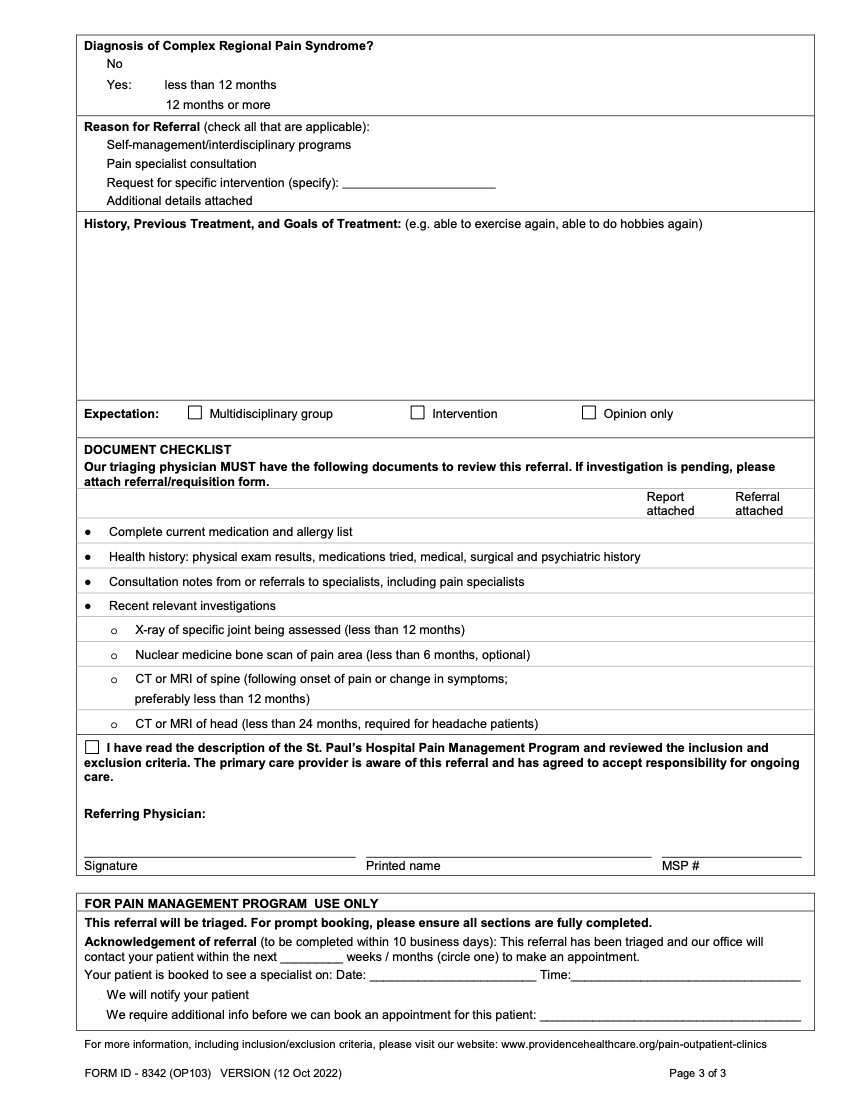 Diagnosis of Complex Regional Pain Syndrome?
No
Yes: less than 12 months
12 months or more
Reason for Referral (check all that are applicable):
Self-management/interdisciplinary programs
Pain specialist consultation
Request for specific intervention (specify): ______________________
Additional details attached
History, Previous Treatment, and Goals of Treatment: (e.g. able to exercise again, able to do hobbies again)
Expectation: ☐ Multidisciplinary group ☐ Intervention ☐ Opinion only
DOCUMENT CHECKLIST
Our triaging physician MUST have the following documents to review this referral. If investigation is pending, please
attach referral/requisition form.
Report Referral
attached attached
● Complete current medication and allergy list
● Health history: physical exam results, medications tried, medical, surgical and psychiatric history
● Consultation notes from or referrals to specialists, including pain specialists
● Recent relevant investigations
o X-ray of specific joint being assessed (less than 12 months)
o Nuclear medicine bone scan of pain area (less than 6 months, optional)
o CT or MRI of spine (following onset of pain or change in symptoms;
preferably less than 12 months)
o CT or MRI of head (less than 24 months, required for headache patients)
☐ I have read the description of the St. Paul’s Hospital Pain Management Program and reviewed the inclusion and
exclusion criteria. The primary care provider is aware of this referral and has agreed to accept responsibility for ongoing
care.
Referring Physician:
Signature Printed name MSP #
FOR PAIN MANAGEMENT PROGRAM USE ONLY
This referral will be triaged. For prompt booking, please ensure all sections are fully completed.
Acknowledgement of referral (to be completed within 10 business days): This referral has been triaged and our office will
contact your patient within the next _________ weeks / months (circle one) to make an appointment.
Your patient is booked to see a specialist on: Date: ________________________ Time:_________________________________
We will notify your patient
We require additional info before we can book an appointment for this patient: ______________________________________
For more information, including inclusion/exclusion criteria, please visit our website: www.providencehealthcare.org/pain-outpatient-clinics
FORM ID - 8342 (OP103) VERSION (12 Oct 2022) Page 3 of 3